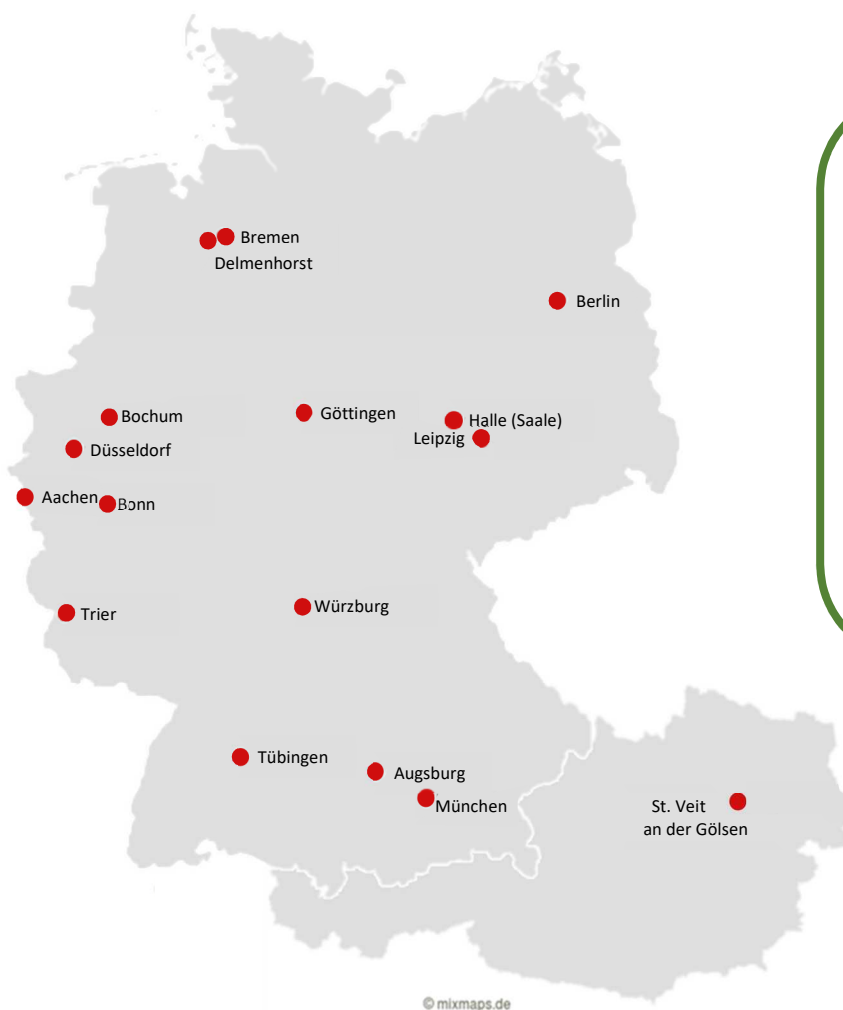 Bremen
Delmenhorst
Berlin
Bochum
Göttingen
Halle (Saale)
Leipzig
Düsseldorf
Aachen
Bonn
Trier
Würzburg
Tübingen
Augsburg
München
St. Veit
an der Gölsen
© mixmaps.de